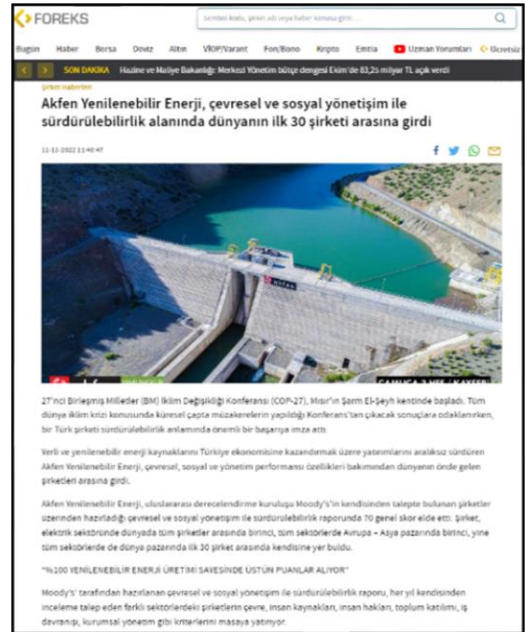 FOREKS
Sembol kodu, şirket adı veya haber konusu girin...
Bugün Haber Borsa Döviz Altın VİOP/Varant Fon/Bono Kripto Emtia Uzman Yorumları Ücretsiz
SON DAKİKA Hazine ve Maliye Bakanlığı: Merkezi Yönetim bütçe dengesi Ekim'de 83,25 milyar TL açık verdi
Şirket Haberleri
Akfen Yenilenebilir Enerji, çevresel ve sosyal yönetişim ile
sürdürülebilirlik alanında dünyanın ilk 30 şirketi arasına girdi
11-11-2022 11:40:47
27'nci Birleşmiş Milletler (BM) İklim Değişikliği Konferansı (COP-27), Mısır'ın Şarm El-Şeyh kentinde başladı. Tüm
dünya iklim krizi konusunda küresel çapta müzakerelerin yapıldığı Konferans'tan çıkacak sonuçlara odaklanırken,
bir Türk şirketi sürdürülebilirlik anlamında önemli bir başarıya imza attı.
Yerli ve yenilenebilir enerji kaynaklarını Türkiye ekonomisine kazandırmak üzere yatırımlarını aralıksız sürdüren
Akfen Yenilenebilir Enerji, çevresel, sosyal ve yönetim performansı özellikleri bakımından dünyanın önde gelen
şirketleri arasına girdi.
Akfen Yenilenebilir Enerji, uluslararası derecelendirme kuruluşu Moody's'in kendisinden talepte bulunan şirketler
üzerinden hazırladığı çevresel ve sosyal yönetişim ile sürdürülebilirlik raporunda 70 genel skor elde etti. Şirket,
elektrik sektöründe dünyada tüm şirketler arasında birinci, tüm sektörlerde Avrupa – Asya pazarında birinci, yine
tüm sektörlerde de dünya pazarında ilk 30 şirket arasında kendisine yer buldu.
"%100 YENİLENEBİLİR ENERJİ ÜRETİMİ SAYESİNDE ÜSTÜN PUANLAR ALIYOR"
Moody's' tarafından hazırlanan çevresel ve sosyal yönetişim ile sürdürülebilirlik raporu, her yıl kendisinden
inceleme talep eden farklı sektörlerdeki şirketlerin çevre, insan kaynakları, insan hakları, toplum katılımı, iş
davranışı, kurumsal yönetim gibi kriterlerini masaya yatırıyor.